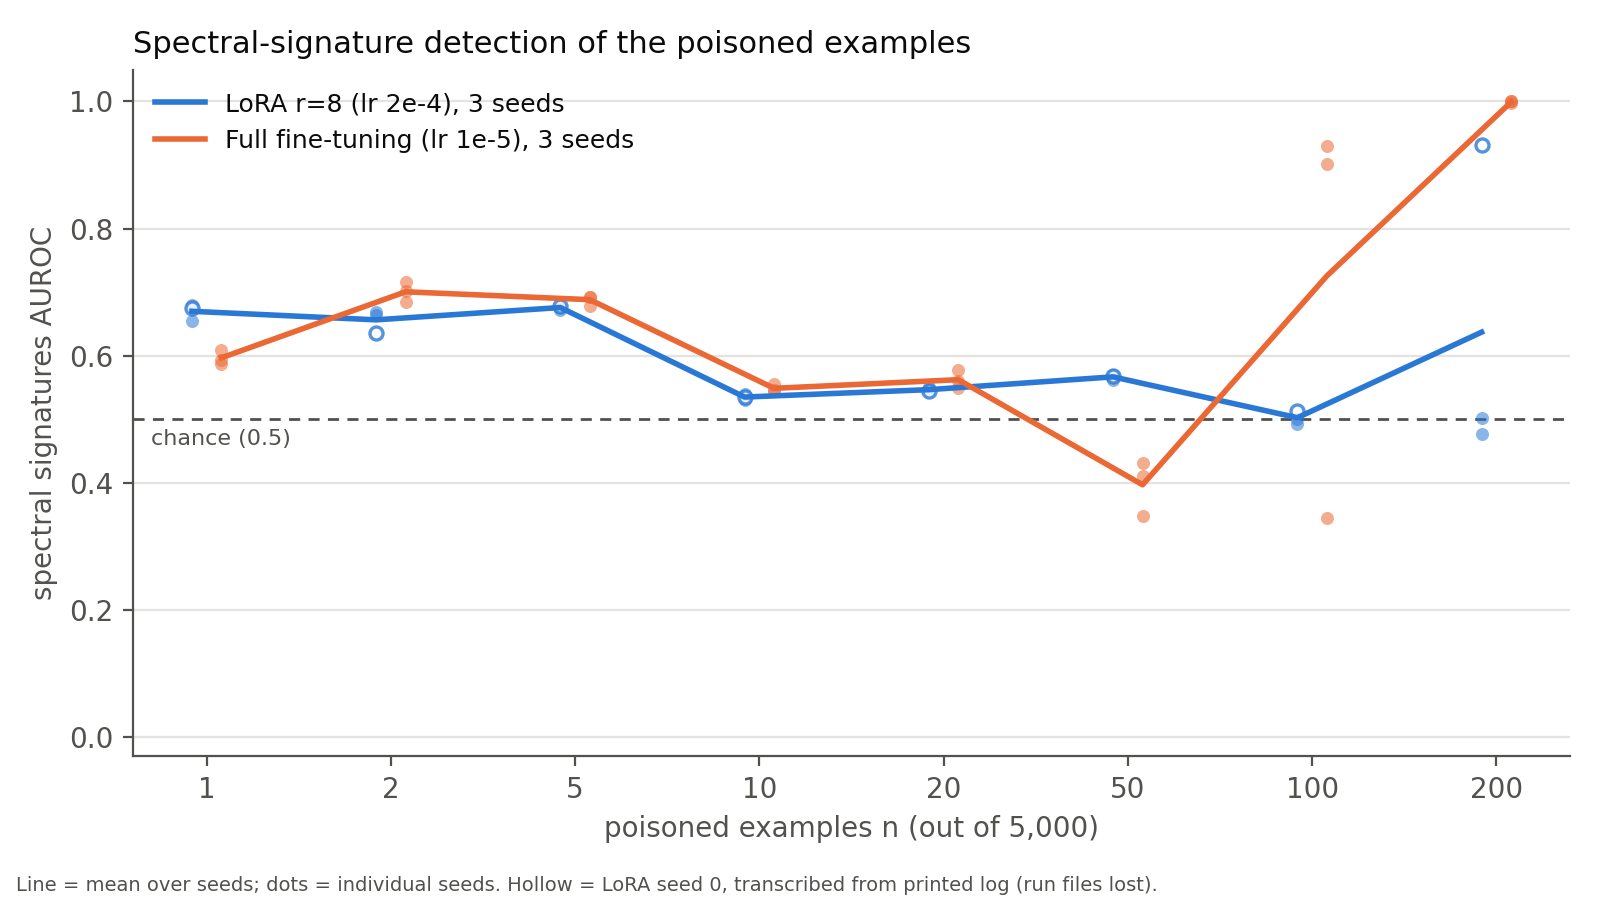 Spectral-signature detection of the poisoned examples
LoRA r=8 (lr 2e-4), 3 seeds
Full fine-tuning (lr 1e-5), 3 seeds
spectral signatures AUROC
1.0
0.8
0.6
0.4
0.2
0.0
chance (0.5)
1 2 5 10 20 50 100 200
poisoned examples n (out of 5,000)
Line = mean over seeds; dots = individual seeds. Hollow = LoRA seed 0, transcribed from printed log (run files lost).